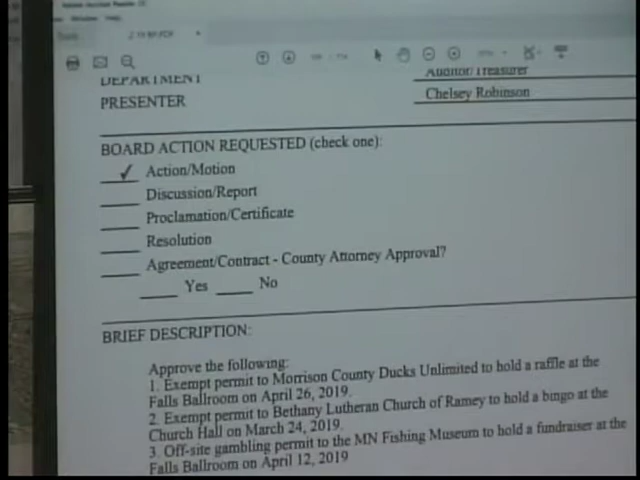 DEPARTMENT
Auditor/Treasurer
PRESENTER
Chelsey Robinson
BOARD ACTION REQUESTED (check one):
✓ Action/Motion
Discussion/Report
Proclamation/Certificate
Resolution
Agreement/Contract - County Attorney Approval?
Yes No
BRIEF DESCRIPTION:
Approve the following:
1. Exempt permit to Morrison County Ducks Unlimited to hold a raffle at the
Falls Ballroom on April 26, 2019.
2. Exempt permit to Bethany Lutheran Church of Ramey to hold a bingo at the
Church Hall on March 24, 2019.
3. Off-site gambling permit to the MN Fishing Museum to hold a fundraiser at the
Falls Ballroom on April 12, 2019